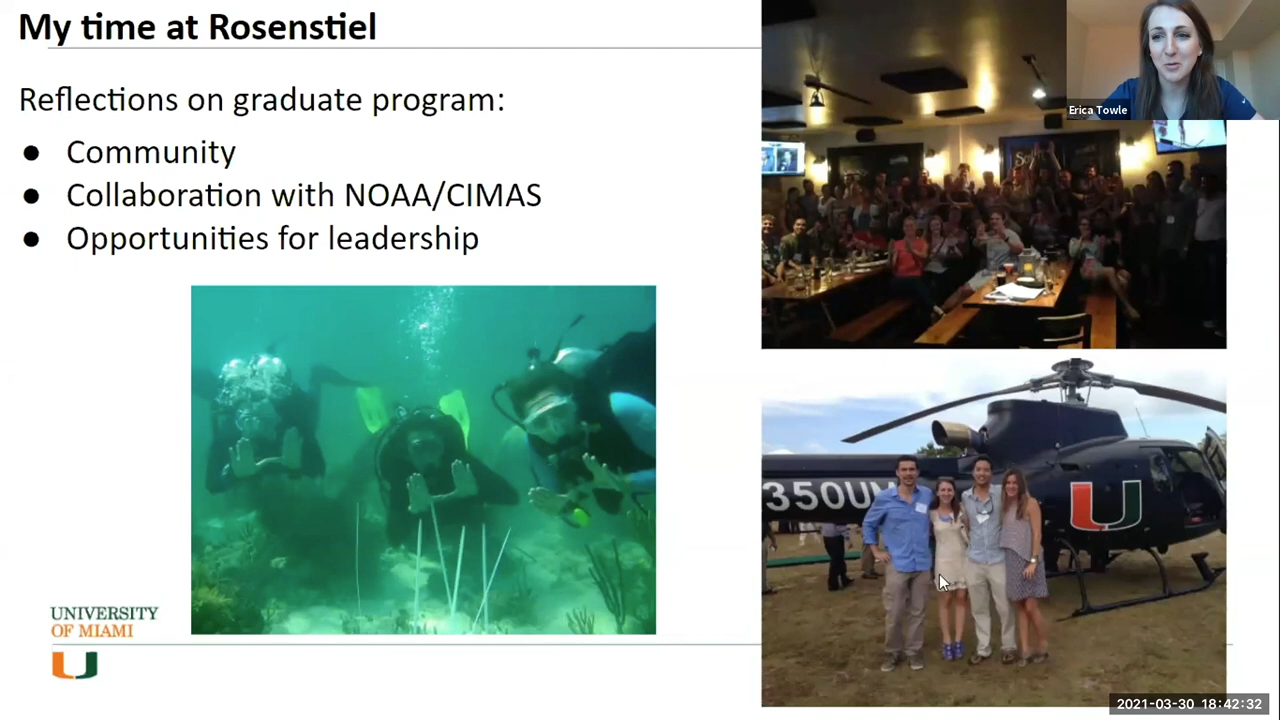 My time at Rosenstiel
Reflections on graduate program:
● Community
● Collaboration with NOAA/CIMAS
● Opportunities for leadership
Erica Towle
350UM
U
UNIVERSITY
OF MIAMI
U
2021-03-30 18:42:32